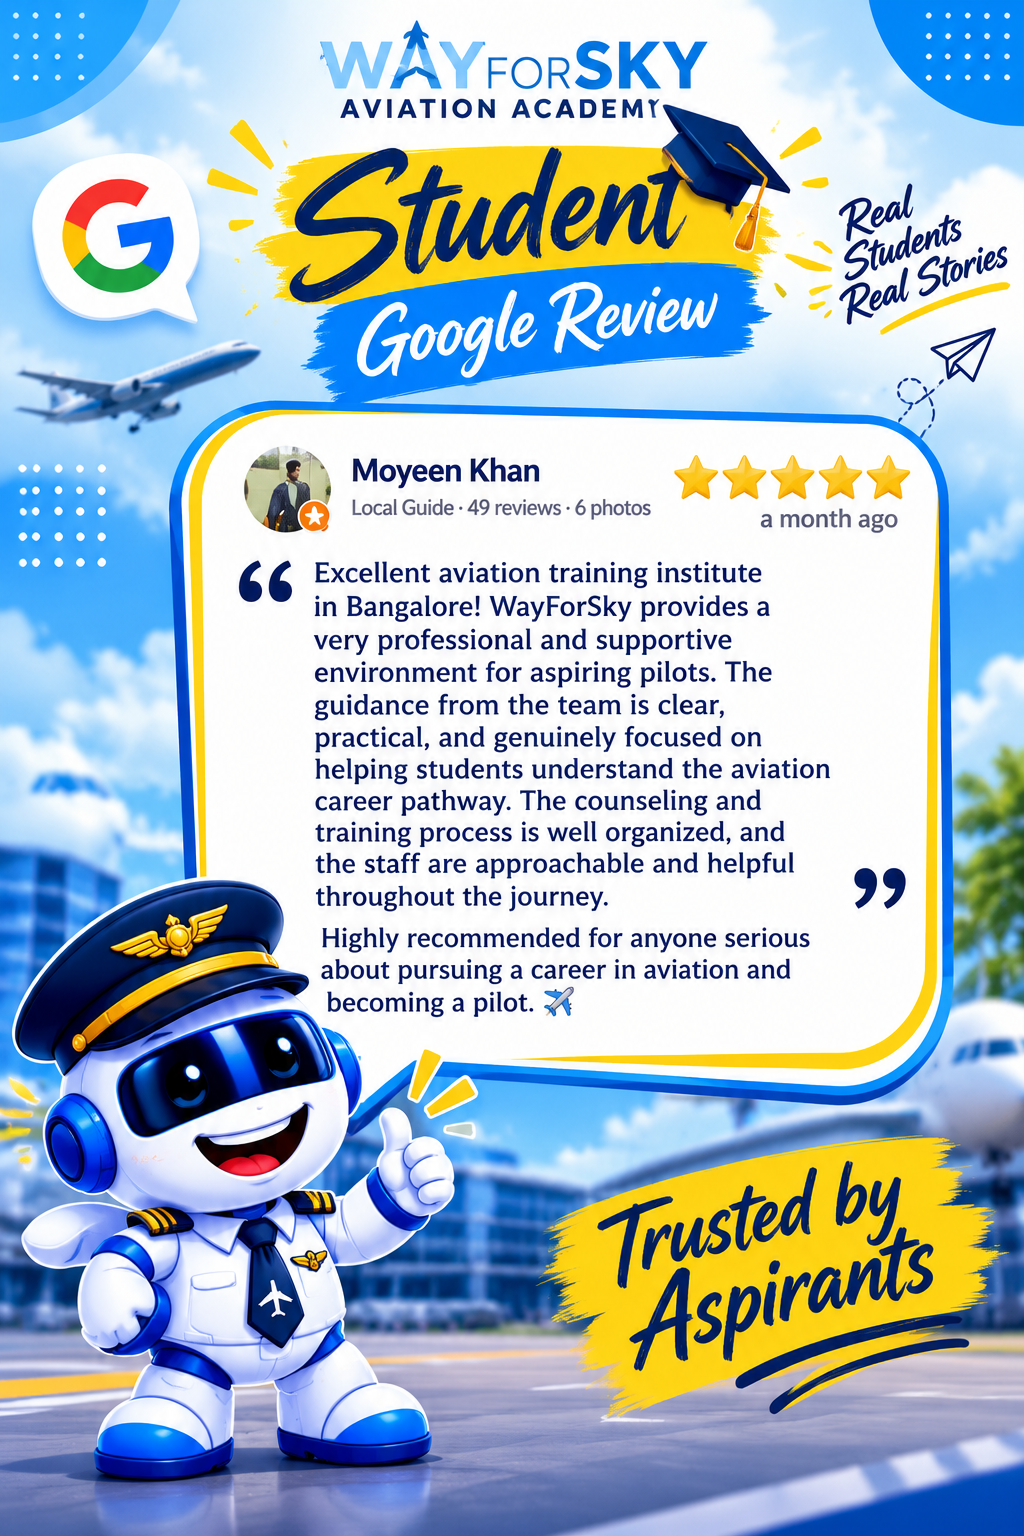 WAYFORSKY
AVIATION ACADEMY
Student
Google Review
G
Real
Students
Real Stories
Moyeen Khan
Local Guide · 49 reviews · 6 photos
a month ago
“Excellent aviation training institute
in Bangalore! WayForSky provides a
very professional and supportive
environment for aspiring pilots. The
guidance from the team is clear,
practical, and genuinely focused on
helping students understand the aviation
career pathway. The counseling and
training process is well organized, and
the staff are approachable and helpful
throughout the journey.”
Highly recommended for anyone serious
about pursuing a career in aviation and
becoming a pilot. ✈️
Trusted by
Aspirants